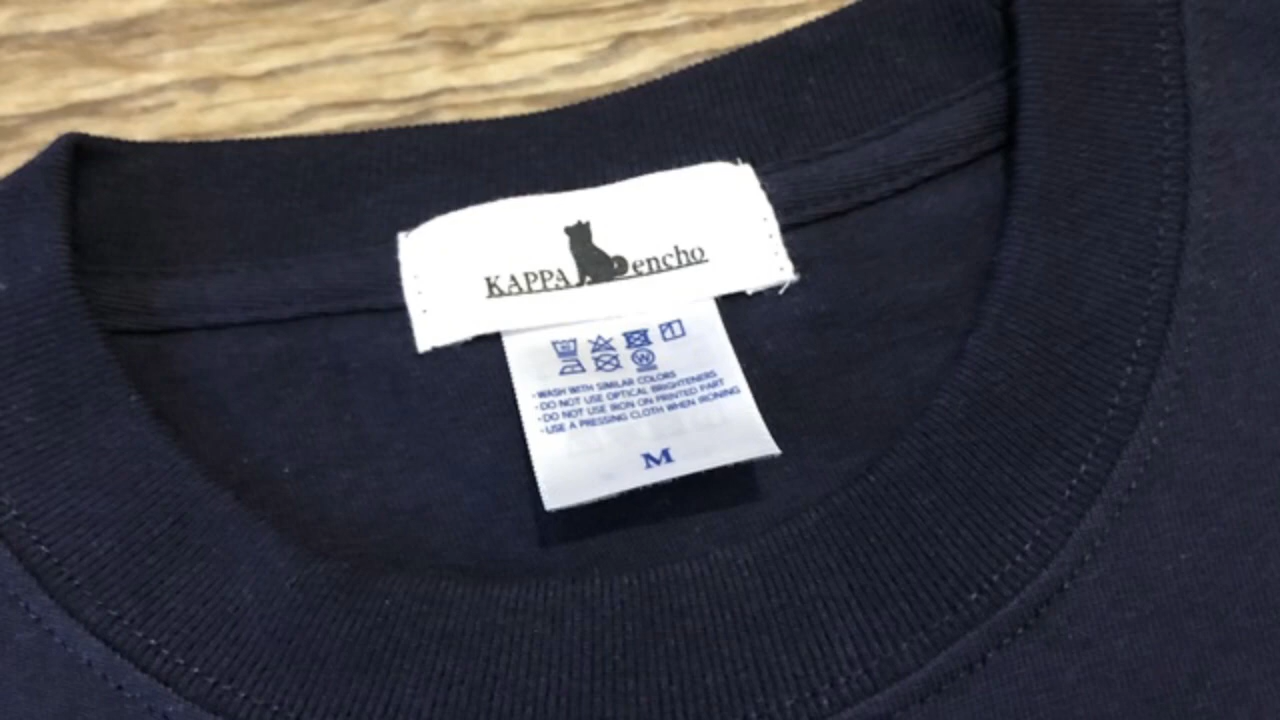 KAPPA encho
·WASH WITH SIMILAR COLORS
·DO NOT USE OPTICAL BRIGHTENERS
·DO NOT USE IRON ON PRINTED PART
·USE A PRESSING CLOTH WHEN IRONING
M